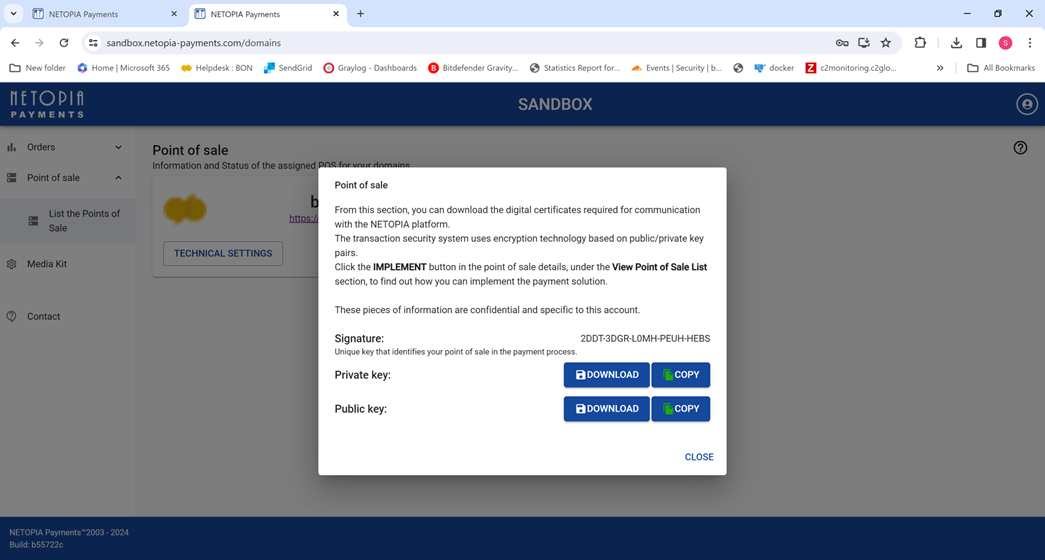 NETOPIA Payments
NETOPIA Payments
sandbox.netopia-payments.com/domains
S
New folder
Home | Microsoft 365
Helpdesk : BON
SendGrid
Graylog - Dashboards
Bitdefender Gravity...
Statistics Report for...
Events | Security | b...
docker
c2monitoring.c2glo...
»
All Bookmarks
NETOPIA
PAYMENTS
SANDBOX
Orders
Point of sale
List the Points of
Sale
Media Kit
Contact
Point of sale
Information and Status of the assigned POS for your domains
b
https:/
TECHNICAL SETTINGS
Point of sale
From this section, you can download the digital certificates required for communication
with the NETOPIA platform.
The transaction security system uses encryption technology based on public/private key
pairs.
Click the IMPLEMENT button in the point of sale details, under the View Point of Sale List
section, to find out how you can implement the payment solution.
These pieces of information are confidential and specific to this account.
Signature: 2DDT-3DGR-L0MH-PEUH-HEBS
Unique key that identifies your point of sale in the payment process.
Private key: DOWNLOAD COPY
Public key: DOWNLOAD COPY
CLOSE
NETOPIA Payments™2003 - 2024
Build: b55722c